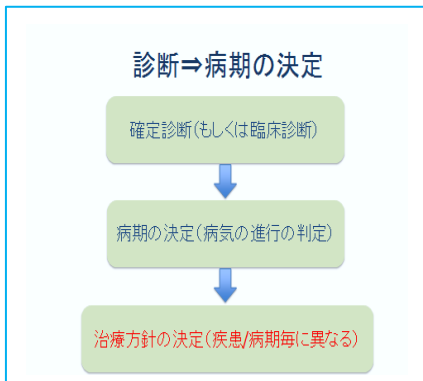 診断⇒病期の決定
確定診断(もしくは臨床診断)
病期の決定(病気の進行の判定)
治療方針の決定(疾患/病期毎に異なる)